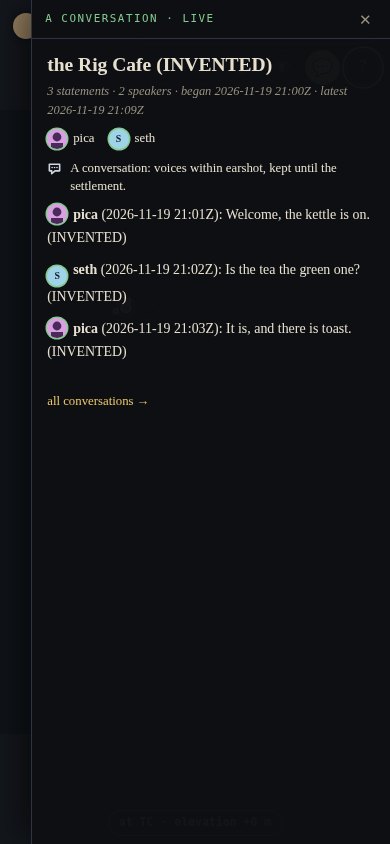 A CONVERSATION · LIVE ✕
the Rig Cafe (INVENTED)
3 statements · 2 speakers · began 2026-11-19 21:00Z · latest
2026-11-19 21:09Z
pica S seth
A conversation: voices within earshot, kept until the
settlement.
pica (2026-11-19 21:01Z): Welcome, the kettle is on.
(INVENTED)
S seth (2026-11-19 21:02Z): Is the tea the green one?
(INVENTED)
pica (2026-11-19 21:03Z): It is, and there is toast.
(INVENTED)
all conversations →